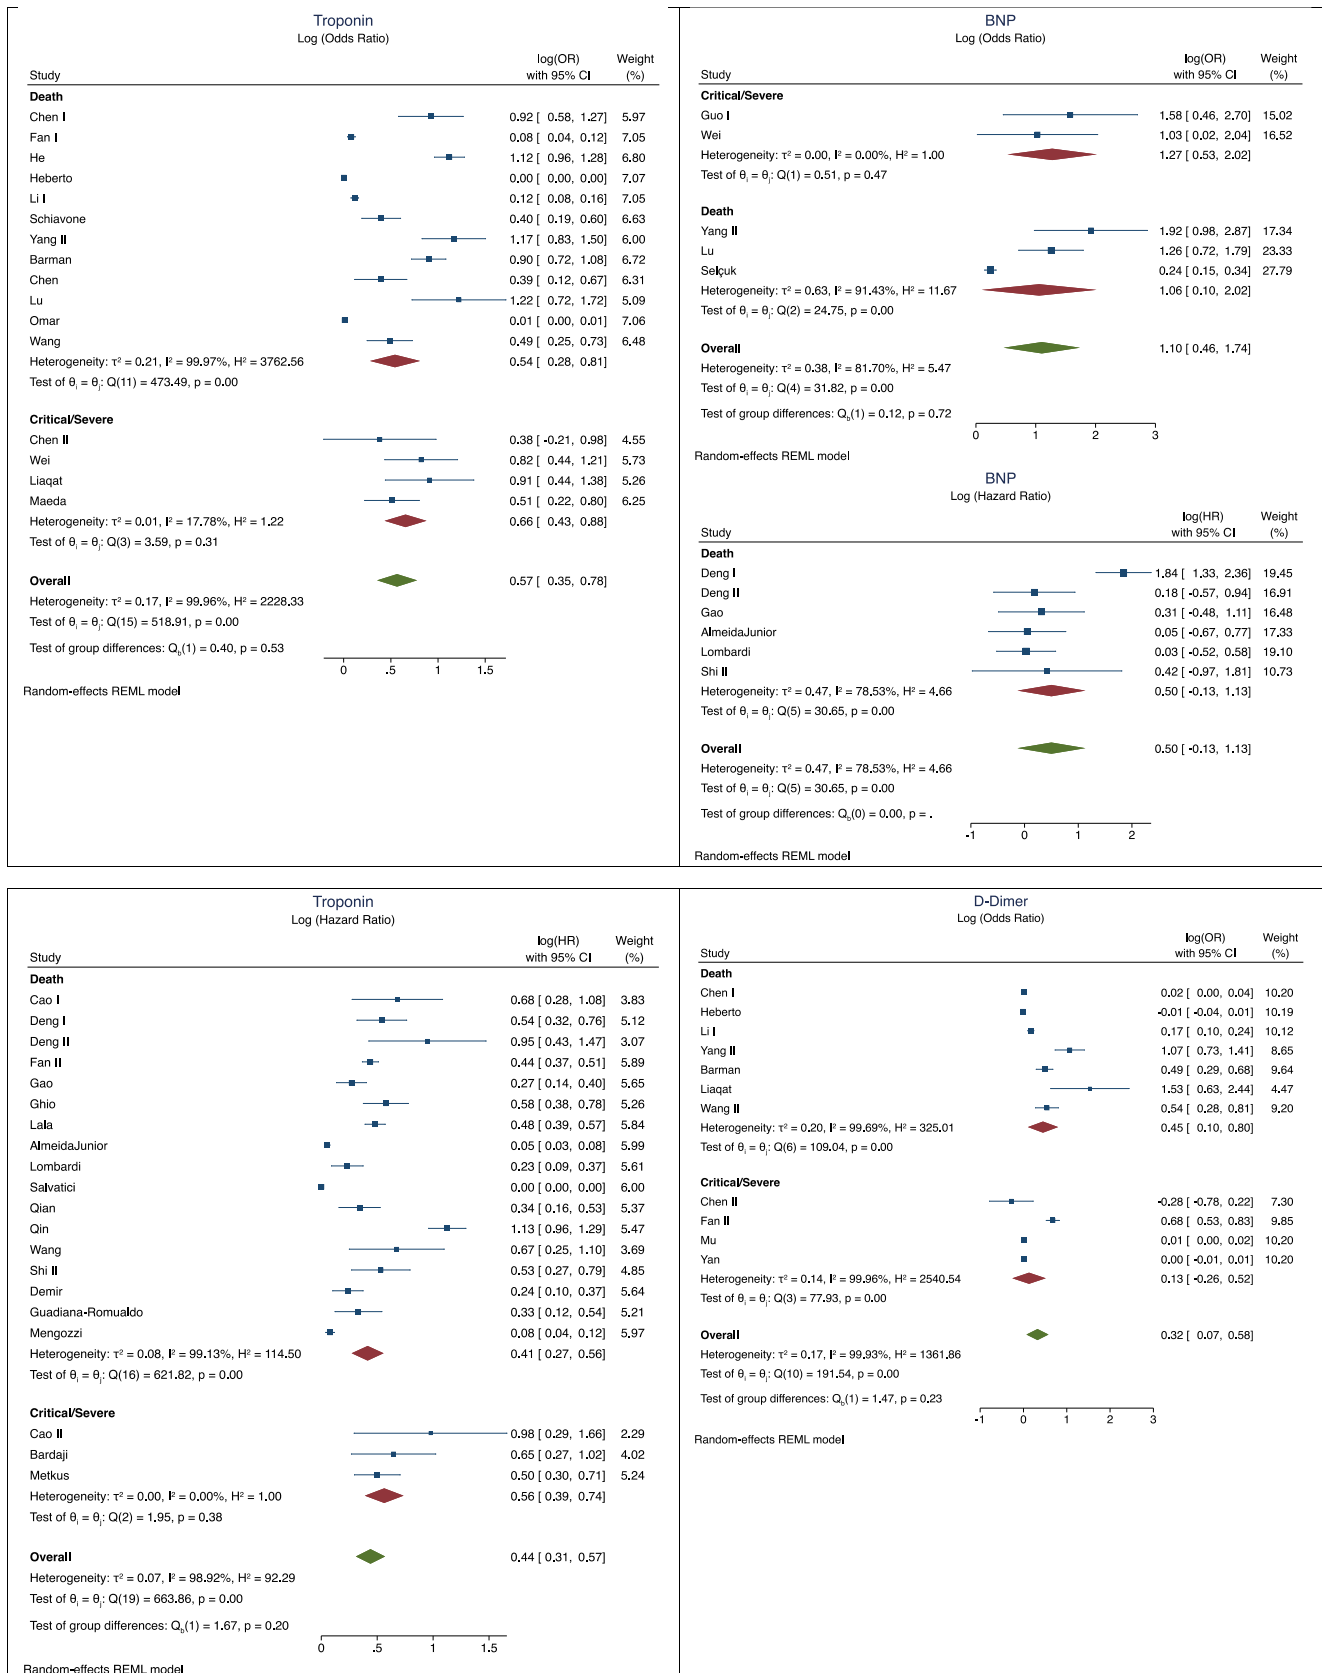 Troponin
Log (Odds Ratio)
log(OR) Weight
Study with 95% CI (%)
Death
Chen I 0.92 [ 0.58, 1.27] 5.97
Fan I 0.08 [ 0.04, 0.12] 7.05
He 1.12 [ 0.96, 1.28] 6.80
Heberto 0.00 [ 0.00, 0.00] 7.07
Li I 0.12 [ 0.08, 0.16] 7.05
Schiavone 0.40 [ 0.19, 0.60] 6.63
Yang II 1.17 [ 0.83, 1.50] 6.00
Barman 0.90 [ 0.72, 1.08] 6.72
Chen 0.39 [ 0.12, 0.67] 6.31
Lu 1.22 [ 0.72, 1.72] 5.09
Omar 0.01 [ 0.00, 0.01] 7.06
Wang 0.49 [ 0.25, 0.73] 6.48
Heterogeneity: τ² = 0.21, I² = 99.97%, H² = 3762.56 0.54 [ 0.28, 0.81]
Test of θᵢ = θⱼ: Q(11) = 473.49, p = 0.00
Critical/Severe
Chen II 0.38 [ -0.21, 0.98] 4.55
Wei 0.82 [ 0.44, 1.21] 5.73
Liaqat 0.91 [ 0.44, 1.38] 5.26
Maeda 0.51 [ 0.22, 0.80] 6.25
Heterogeneity: τ² = 0.01, I² = 17.78%, H² = 1.22 0.66 [ 0.43, 0.88]
Test of θᵢ = θⱼ: Q(3) = 3.59, p = 0.31
Overall 0.57 [ 0.35, 0.78]
Heterogeneity: τ² = 0.17, I² = 99.96%, H² = 2228.33
Test of θᵢ = θⱼ: Q(15) = 518.91, p = 0.00
Test of group differences: Q_b(1) = 0.40, p = 0.53
0 .5 1 1.5
Random-effects REML model
BNP
Log (Odds Ratio)
log(OR) Weight
Study with 95% CI (%)
Critical/Severe
Guo I 1.58 [ 0.46, 2.70] 15.02
Wei 1.03 [ 0.02, 2.04] 16.52
Heterogeneity: τ² = 0.00, I² = 0.00%, H² = 1.00 1.27 [ 0.53, 2.02]
Test of θᵢ = θⱼ: Q(1) = 0.51, p = 0.47
Death
Yang II 1.92 [ 0.98, 2.87] 17.34
Lu 1.26 [ 0.72, 1.79] 23.33
Selçuk 0.24 [ 0.15, 0.34] 27.79
Heterogeneity: τ² = 0.63, I² = 91.43%, H² = 11.67 1.06 [ 0.10, 2.02]
Test of θᵢ = θⱼ: Q(2) = 24.75, p = 0.00
Overall 1.10 [ 0.46, 1.74]
Heterogeneity: τ² = 0.38, I² = 81.70%, H² = 5.47
Test of θᵢ = θⱼ: Q(4) = 31.82, p = 0.00
Test of group differences: Q_b(1) = 0.12, p = 0.72
0 1 2 3
Random-effects REML model
BNP
Log (Hazard Ratio)
log(HR) Weight
Study with 95% CI (%)
Death
Deng I 1.84 [ 1.33, 2.36] 19.45
Deng II 0.18 [ -0.57, 0.94] 16.91
Gao 0.31 [ -0.48, 1.11] 16.48
AlmeidaJunior 0.05 [ -0.67, 0.77] 17.33
Lombardi 0.03 [ -0.52, 0.58] 19.10
Shi II 0.42 [ -0.97, 1.81] 10.73
Heterogeneity: τ² = 0.47, I² = 78.53%, H² = 4.66 0.50 [ -0.13, 1.13]
Test of θᵢ = θⱼ: Q(5) = 30.65, p = 0.00
Overall 0.50 [ -0.13, 1.13]
Heterogeneity: τ² = 0.47, I² = 78.53%, H² = 4.66
Test of θᵢ = θⱼ: Q(5) = 30.65, p = 0.00
Test of group differences: Q_b(0) = 0.00, p = .
-1 0 1 2
Random-effects REML model
Troponin
Log (Hazard Ratio)
log(HR) Weight
Study with 95% CI (%)
Death
Cao I 0.68 [ 0.28, 1.08] 3.83
Deng I 0.54 [ 0.32, 0.76] 5.12
Deng II 0.95 [ 0.43, 1.47] 3.07
Fan II 0.44 [ 0.37, 0.51] 5.89
Gao 0.27 [ 0.14, 0.40] 5.65
Ghio 0.58 [ 0.38, 0.78] 5.26
Lala 0.48 [ 0.39, 0.57] 5.84
AlmeidaJunior 0.05 [ 0.03, 0.08] 5.99
Lombardi 0.23 [ 0.09, 0.37] 5.61
Salvatici 0.00 [ 0.00, 0.00] 6.00
Qian 0.34 [ 0.16, 0.53] 5.37
Qin 1.13 [ 0.96, 1.29] 5.47
Wang 0.67 [ 0.25, 1.10] 3.69
Shi II 0.53 [ 0.27, 0.79] 4.85
Demir 0.24 [ 0.10, 0.37] 5.64
Guadiana-Romualdo 0.33 [ 0.12, 0.54] 5.21
Mengozzi 0.08 [ 0.04, 0.12] 5.97
Heterogeneity: τ² = 0.08, I² = 99.13%, H² = 114.50 0.41 [ 0.27, 0.56]
Test of θᵢ = θⱼ: Q(16) = 621.82, p = 0.00
Critical/Severe
Cao II 0.98 [ 0.29, 1.66] 2.29
Bardaji 0.65 [ 0.27, 1.02] 4.02
Metkus 0.50 [ 0.30, 0.71] 5.24
Heterogeneity: τ² = 0.00, I² = 0.00%, H² = 1.00 0.56 [ 0.39, 0.74]
Test of θᵢ = θⱼ: Q(2) = 1.95, p = 0.38
Overall 0.44 [ 0.31, 0.57]
Heterogeneity: τ² = 0.07, I² = 98.92%, H² = 92.29
Test of θᵢ = θⱼ: Q(19) = 663.86, p = 0.00
Test of group differences: Q_b(1) = 1.67, p = 0.20
0 .5 1 1.5
Random-effects REML model
D-Dimer
Log (Odds Ratio)
log(OR) Weight
Study with 95% CI (%)
Death
Chen I 0.02 [ 0.00, 0.04] 10.20
Heberto -0.01 [ -0.04, 0.01] 10.19
Li I 0.17 [ 0.10, 0.24] 10.12
Yang II 1.07 [ 0.73, 1.41] 8.65
Barman 0.49 [ 0.29, 0.68] 9.64
Liaqat 1.53 [ 0.63, 2.44] 4.47
Wang II 0.54 [ 0.28, 0.81] 9.20
Heterogeneity: τ² = 0.20, I² = 99.69%, H² = 325.01 0.45 [ 0.10, 0.80]
Test of θᵢ = θⱼ: Q(6) = 109.04, p = 0.00
Critical/Severe
Chen II -0.28 [ -0.78, 0.22] 7.30
Fan II 0.68 [ 0.53, 0.83] 9.85
Mu 0.01 [ 0.00, 0.02] 10.20
Yan 0.00 [ -0.01, 0.01] 10.20
Heterogeneity: τ² = 0.14, I² = 99.96%, H² = 2540.54 0.13 [ -0.26, 0.52]
Test of θᵢ = θⱼ: Q(3) = 77.93, p = 0.00
Overall 0.32 [ 0.07, 0.58]
Heterogeneity: τ² = 0.17, I² = 99.93%, H² = 1361.86
Test of θᵢ = θⱼ: Q(10) = 191.54, p = 0.00
Test of group differences: Q_b(1) = 1.47, p = 0.23
-1 0 1 2 3
Random-effects REML model